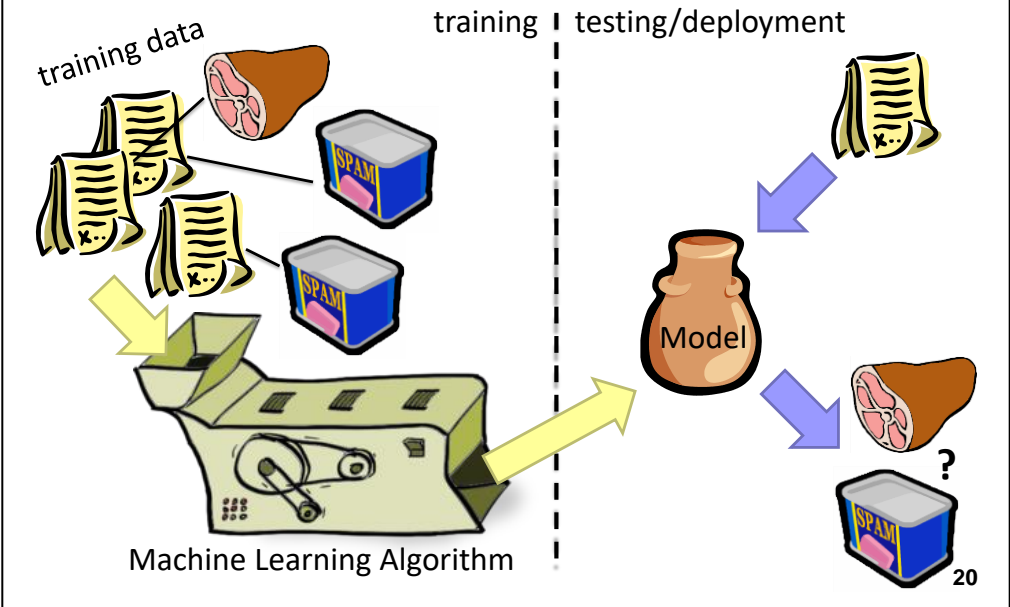 training
testing/deployment
training data
SPAM
x...
x...
x..
SPAM
x...
Model
?
SPAM
Machine Learning Algorithm
20